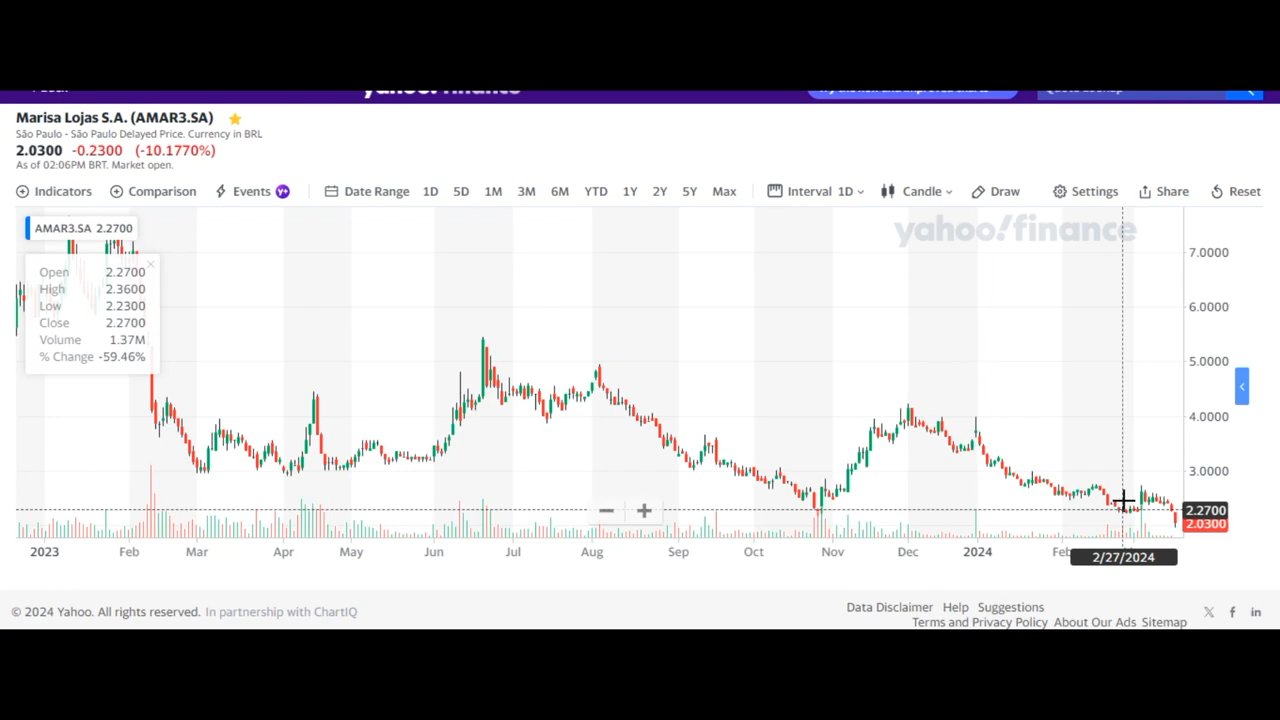 yahoo! finance
Marisa Lojas S.A. (AMAR3.SA)
São Paulo - São Paulo Delayed Price. Currency in BRL
2.0300 -0.2300 (-10.1770%)
As of 02:06PM BRT. Market open.
Indicators Comparison Events Y+ Date Range 1D 5D 1M 3M 6M YTD 1Y 2Y 5Y Max Interval 1D Candle Draw Settings Share Reset
AMAR3.SA 2.2700
yahoo!finance
Open 2.2700
High 2.3600
Low 2.2300
Close 2.2700
Volume 1.37M
% Change -59.46%
7.0000
6.0000
5.0000
4.0000
3.0000
2.2700
2.0300
2023 Feb Mar Apr May Jun Jul Aug Sep Oct Nov Dec 2024 Feb
2/27/2024
© 2024 Yahoo. All rights reserved. In partnership with ChartIQ
Data Disclaimer Help Suggestions
Terms and Privacy Policy About Our Ads Sitemap